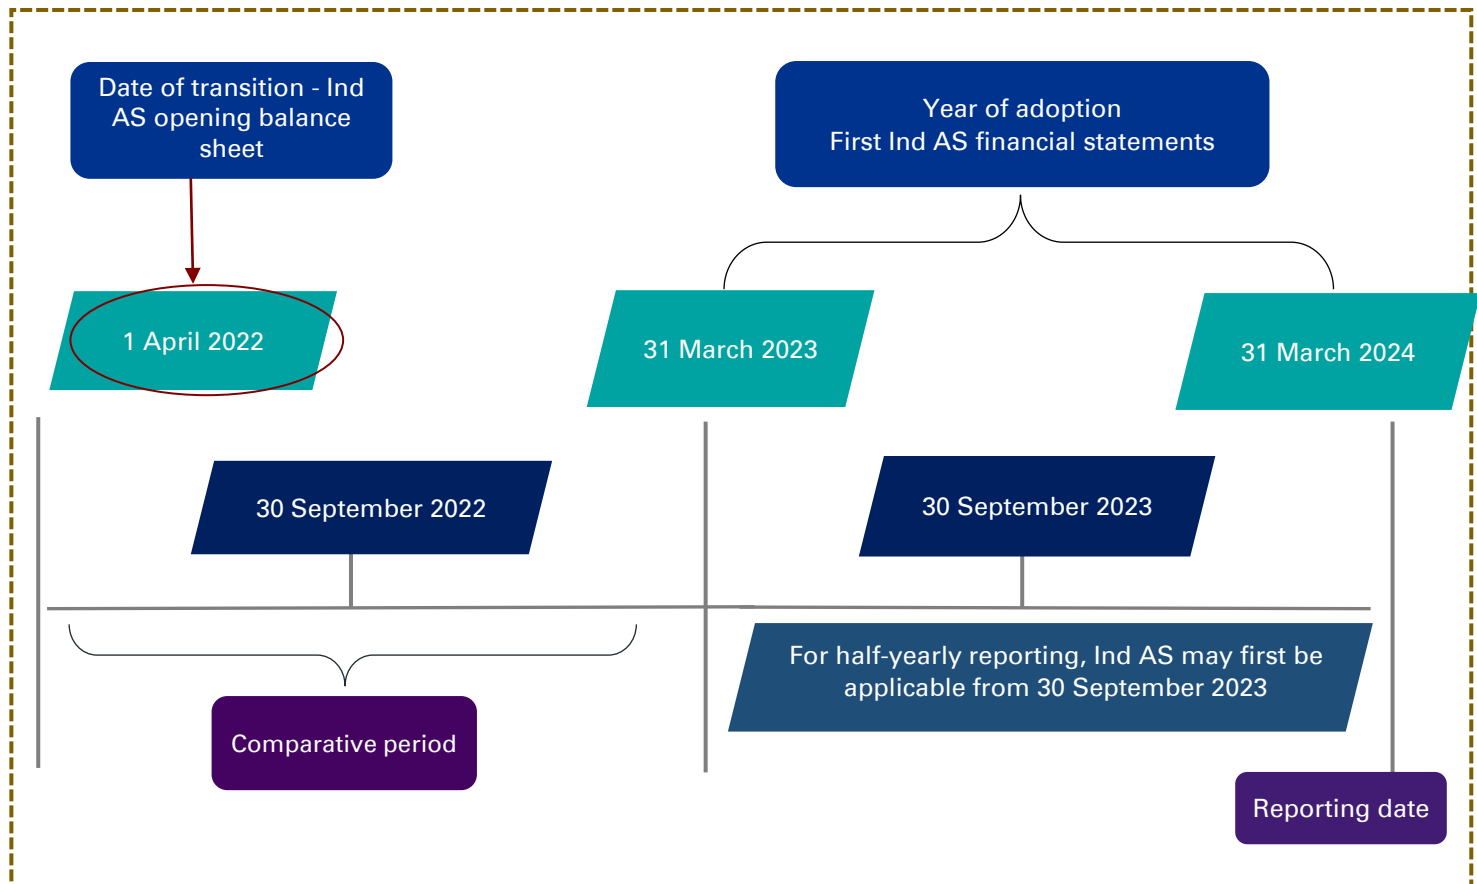 Date of transition - Ind
AS opening balance
sheet
Year of adoption
First Ind AS financial statements
1 April 2022
31 March 2023
31 March 2024
30 September 2022
30 September 2023
For half-yearly reporting, Ind AS may first be
applicable from 30 September 2023
Comparative period
Reporting date